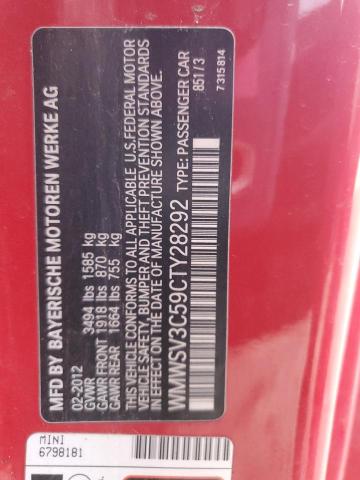 MFD BY BAYERISCHE MOTOREN WERKE AG
02-2012
GVWR 3494 lbs 1585 kg
GAWR FRONT 1918 lbs 870 kg
GAWR REAR 1664 lbs 755 kg
THIS VEHICLE CONFORMS TO ALL APPLICABLE U.S. FEDERAL MOTOR
VEHICLE SAFETY, BUMPER AND THEFT PREVENTION STANDARDS
IN EFFECT ON THE DATE OF MANUFACTURE SHOWN ABOVE.
WMWSV3C59CTY28292 TYPE: PASSENGER CAR
851/3
7 315 814
MINI
6798181